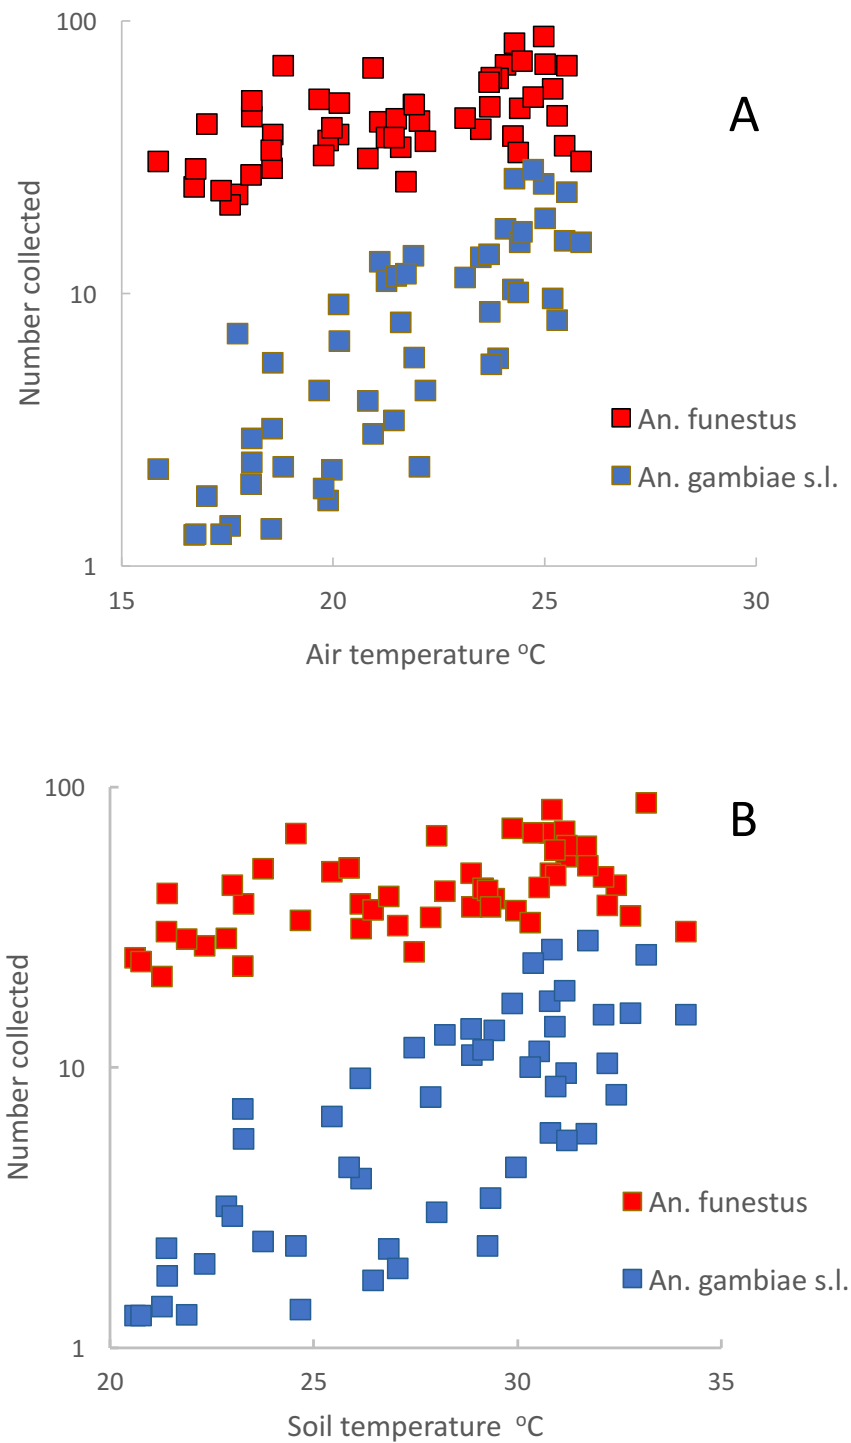 100
A
Number collected
10
An. funestus
An. gambiae s.l.
1
15 20 25 30
Air temperature °C
100
B
Number collected
10
An. funestus
An. gambiae s.l.
1
20 25 30 35
Soil temperature °C